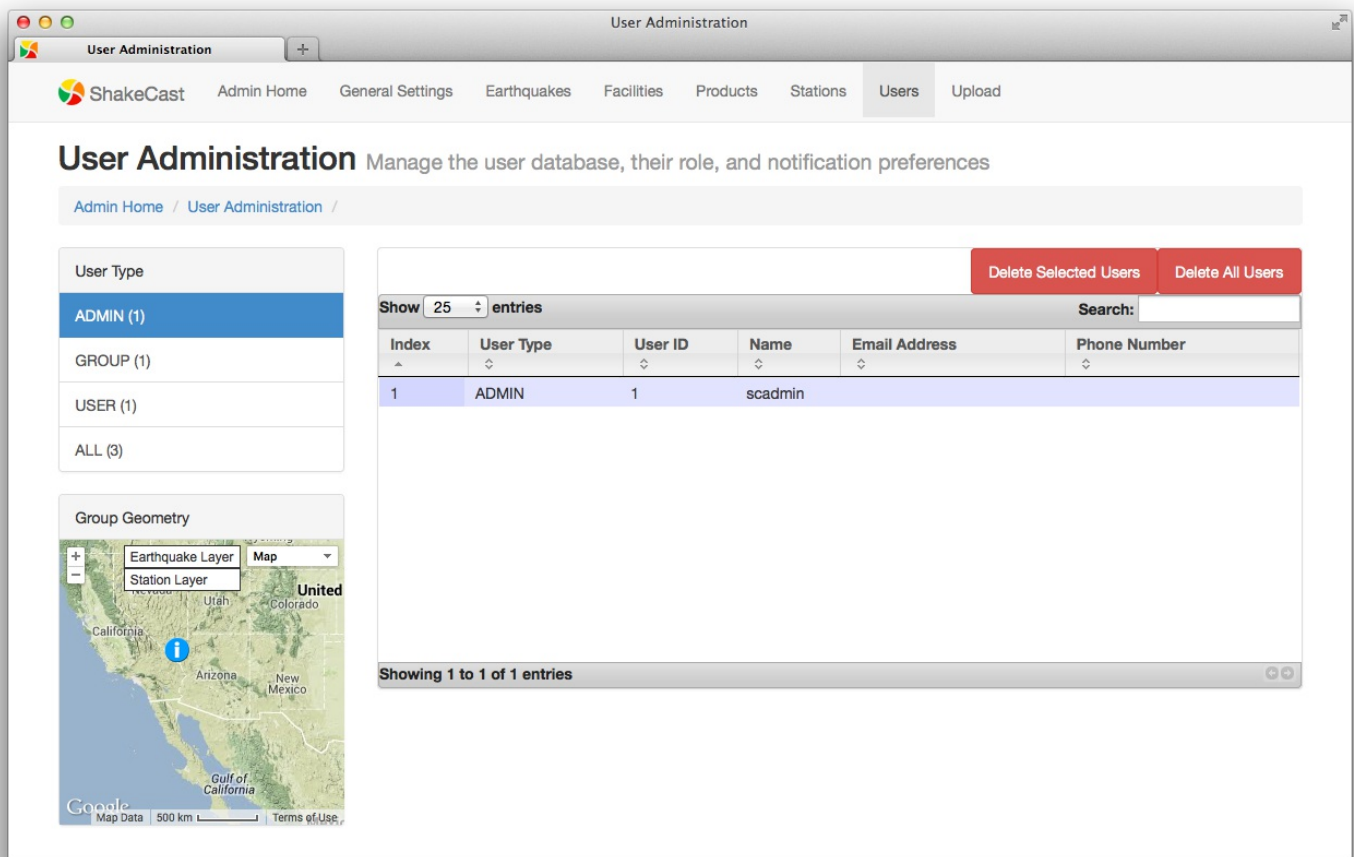 User Administration
User Administration
ShakeCast Admin Home General Settings Earthquakes Facilities Products Stations Users Upload
User Administration Manage the user database, their role, and notification preferences
Admin Home / User Administration /
User Type
ADMIN (1)
GROUP (1)
USER (1)
ALL (3)
Delete Selected Users Delete All Users
Show 25 entries Search:
Index User Type User ID Name Email Address Phone Number
1 ADMIN 1 scadmin
Showing 1 to 1 of 1 entries
Group Geometry
+ Earthquake Layer Map
- Station Layer
United
Nevada Utah Colorado
California
Arizona New
Mexico
Gulf of
California
Google
Map Data 500 km Terms of Use